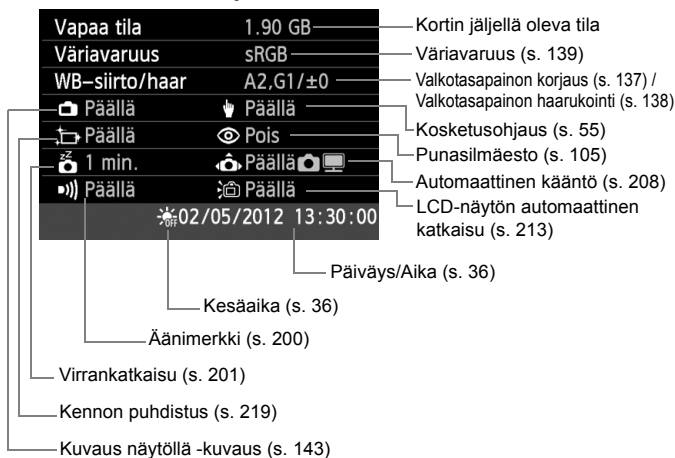 Vapaa tila 1.90 GB Kortin jäljellä oleva tila
Väriavaruus sRGB Väriavaruus (s. 139)
WB–siirto/haar A2,G1/±0 Valkotasapainon korjaus (s. 137) /
Valkotasapainon haarukointi (s. 138)
Päällä Päällä
Kosketusohjaus (s. 55)
Päällä Pois
Punasilmäesto (s. 105)
1 min. Päällä
Automaattinen kääntö (s. 208)
Päällä Päällä
LCD-näytön automaattinen
katkaisu (s. 213)
OFF 02/05/2012 13:30:00
Päiväys/Aika (s. 36)
Kesäaika (s. 36)
Äänimerkki (s. 200)
Virrankatkaisu (s. 201)
Kennon puhdistus (s. 219)
Kuvaus näytöllä -kuvaus (s. 143)